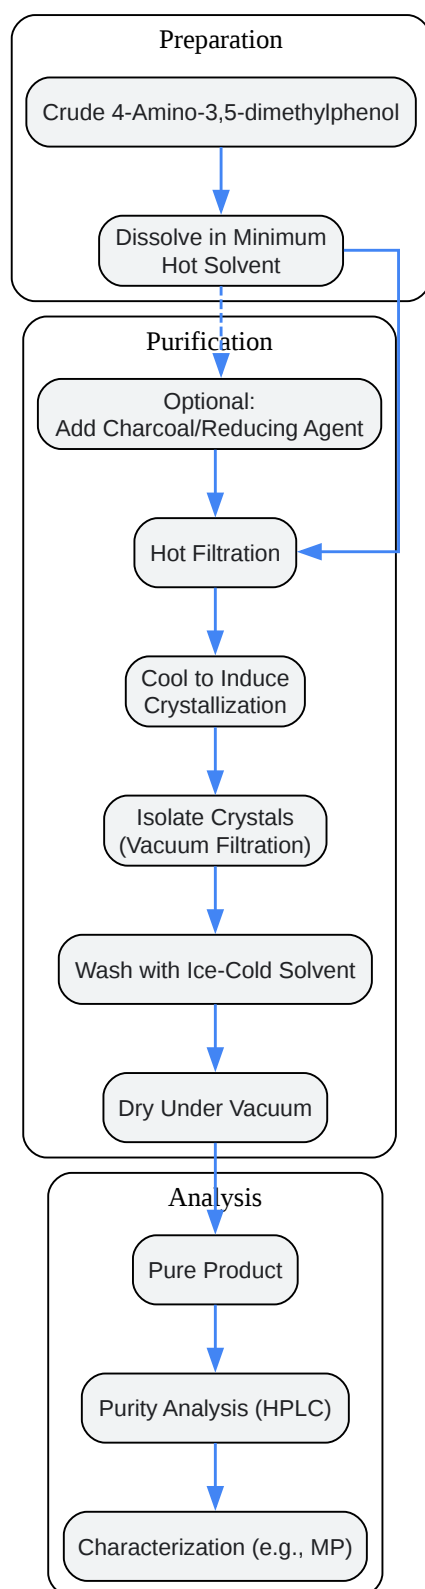 Preparation
Crude 4-Amino-3,5-dimethylphenol
Dissolve in Minimum
Hot Solvent
Purification
Optional:
Add Charcoal/Reducing Agent
Hot Filtration
Cool to Induce
Crystallization
Isolate Crystals
(Vacuum Filtration)
Wash with Ice-Cold Solvent
Dry Under Vacuum
Analysis
Pure Product
Purity Analysis (HPLC)
Characterization (e.g., MP)